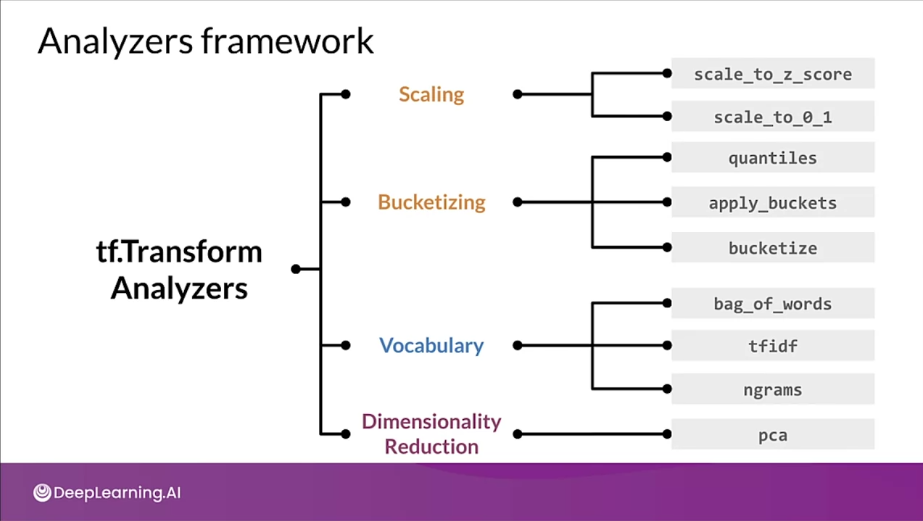 Analyzers framework
tf.Transform
Analyzers
Scaling
scale_to_z_score
scale_to_0_1
Bucketizing
quantiles
apply_buckets
bucketize
Vocabulary
bag_of_words
tfidf
ngrams
Dimensionality
Reduction
pca
DeepLearning.AI